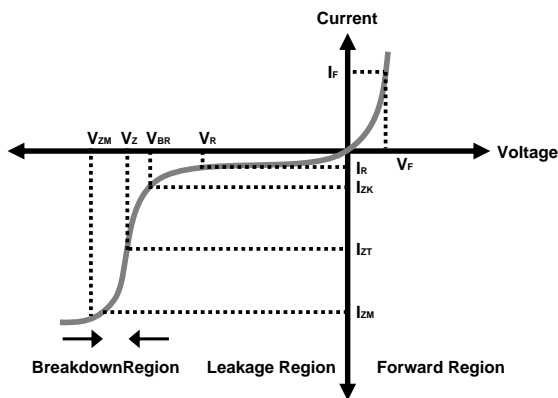 Current
IF
VZM VZ VBR VR
Voltage
VF
IR
IZK
IZT
IZM
BreakdownRegion Leakage Region Forward Region